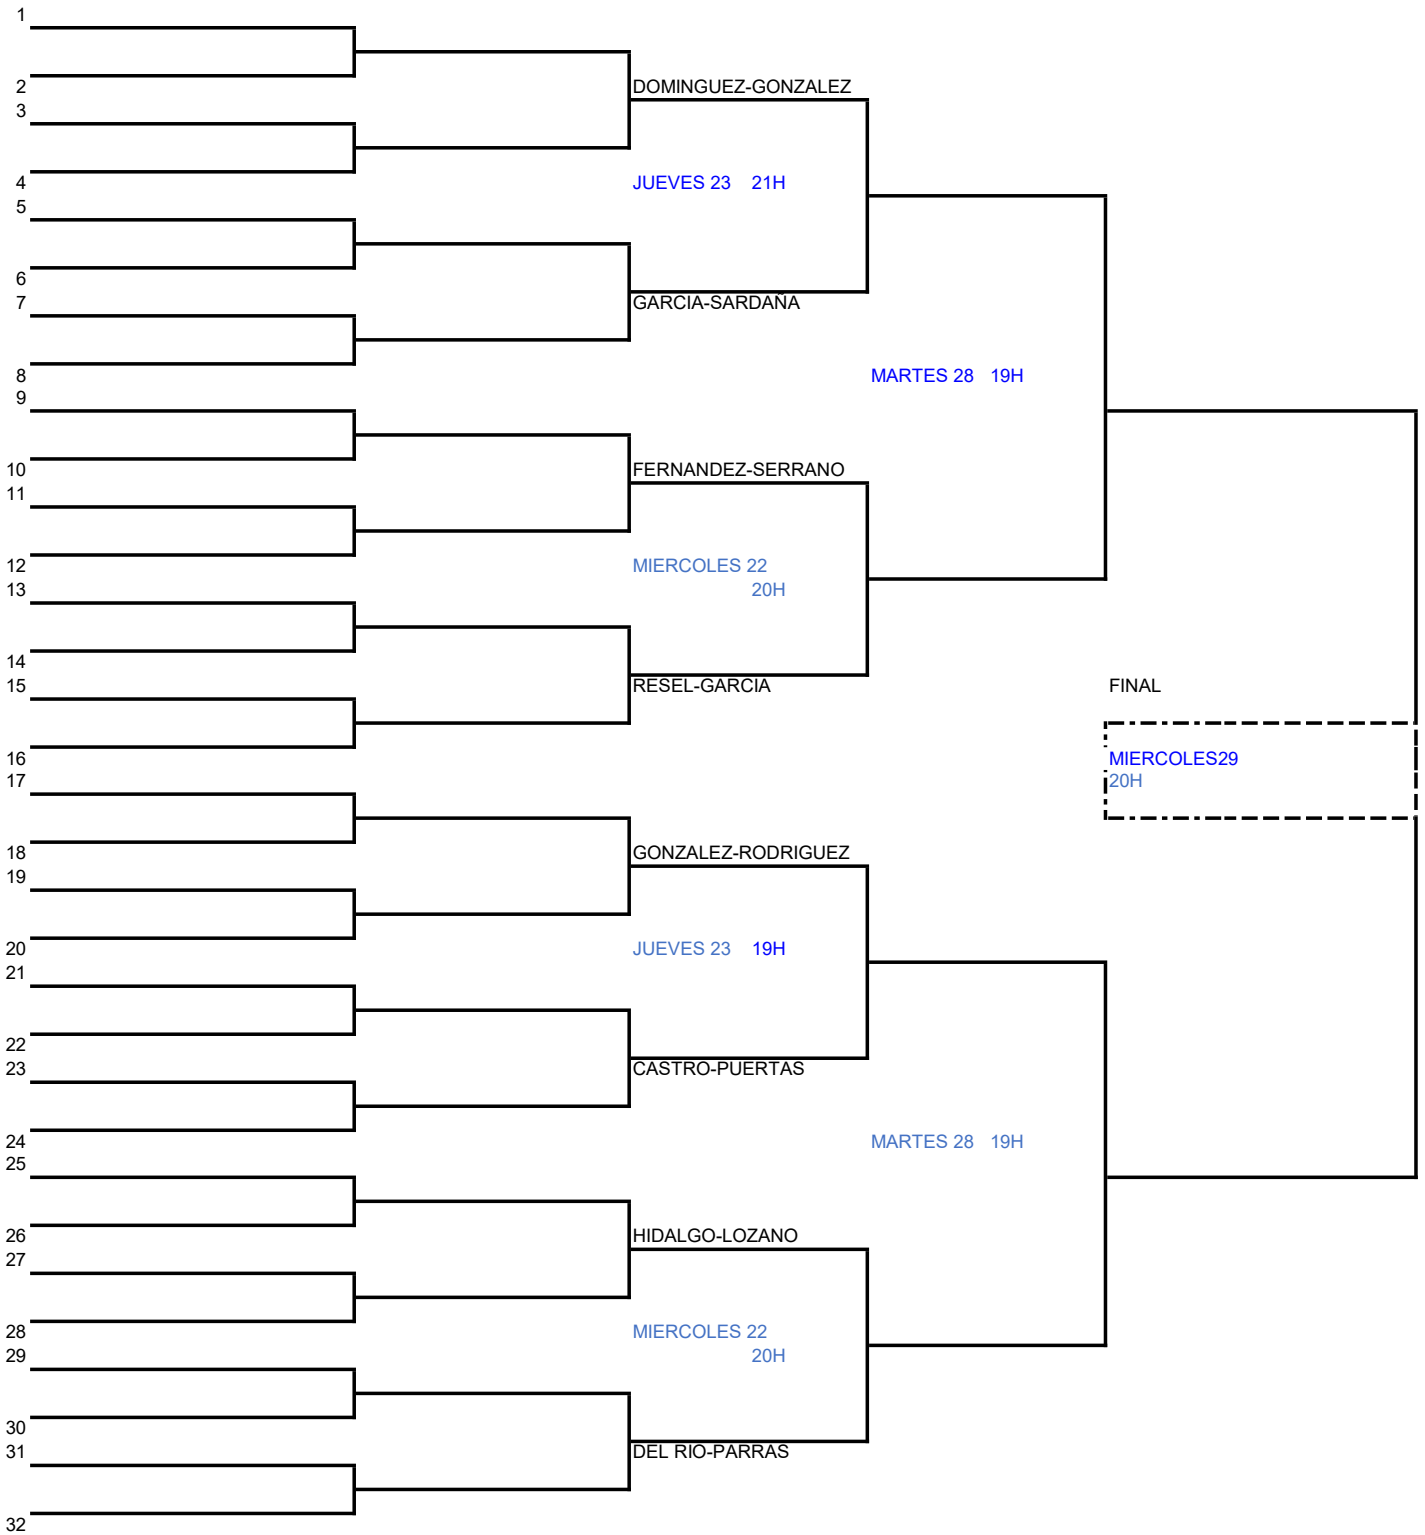 1
2
DOMINGUEZ-GONZALEZ
3
4
JUEVES 23 21H
5
6
7
GARCIA-SARDAÑA
8
MARTES 28 19H
9
10
FERNANDEZ-SERRANO
11
12
MIERCOLES 22
13
20H
14
15
RESEL-GARCIA
FINAL
16
MIERCOLES29
17
20H
18
GONZALEZ-RODRIGUEZ
19
20
JUEVES 23 19H
21
22
23
CASTRO-PUERTAS
24
MARTES 28 19H
25
26
HIDALGO-LOZANO
27
28
MIERCOLES 22
29
20H
30
31
DEL RIO-PARRAS
32